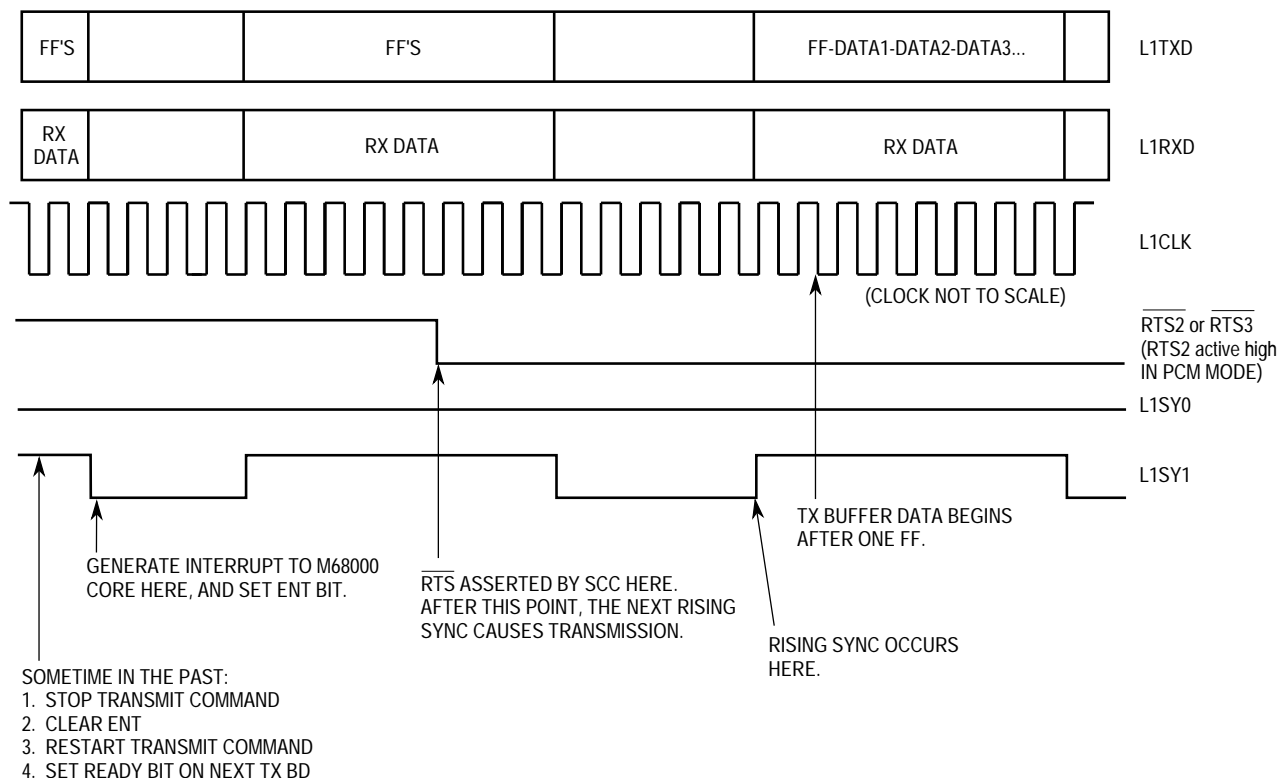 FF'S FF'S FF-DATA1-DATA2-DATA3... L1TXD
RX DATA RX DATA RX DATA L1RXD
L1CLK
(CLOCK NOT TO SCALE)
RTS2 or RTS3
(RTS2 active high
IN PCM MODE)
L1SY0
L1SY1
TX BUFFER DATA BEGINS
AFTER ONE FF.
GENERATE INTERRUPT TO M68000
CORE HERE, AND SET ENT BIT.
RTS ASSERTED BY SCC HERE.
AFTER THIS POINT, THE NEXT RISING
SYNC CAUSES TRANSMISSION.
RISING SYNC OCCURS
HERE.
SOMETIME IN THE PAST:
1. STOP TRANSMIT COMMAND
2. CLEAR ENT
3. RESTART TRANSMIT COMMAND
4. SET READY BIT ON NEXT TX BD